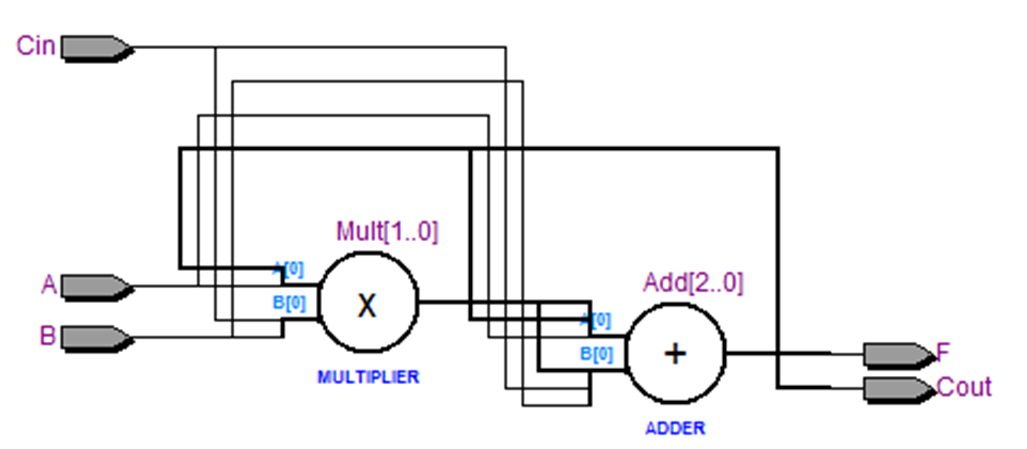 Cin
Mult[1..0]
A[0]
A
B[0]
X
B
MULTIPLIER
Add[2..0]
A[0]
B[0]
+
F
Cout
ADDER